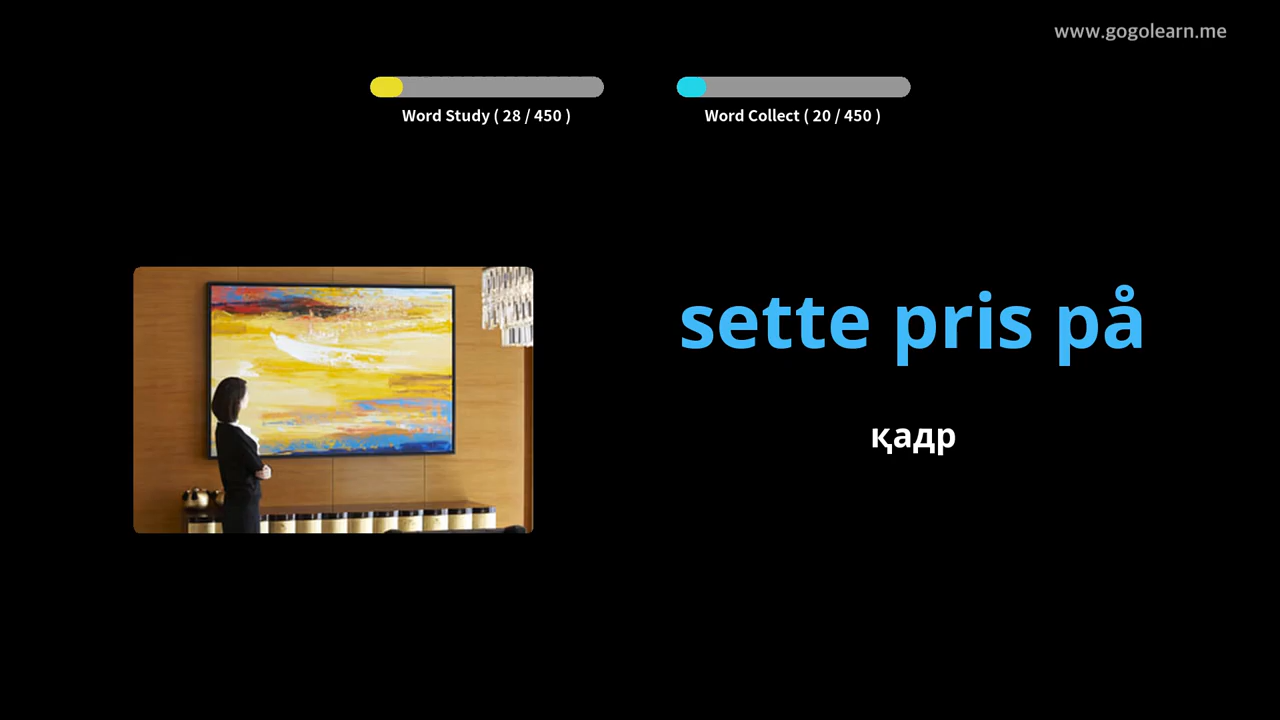 www.gogolearn.me
Word Study ( 28 / 450 )
Word Collect ( 20 / 450 )
sette pris på
қадр